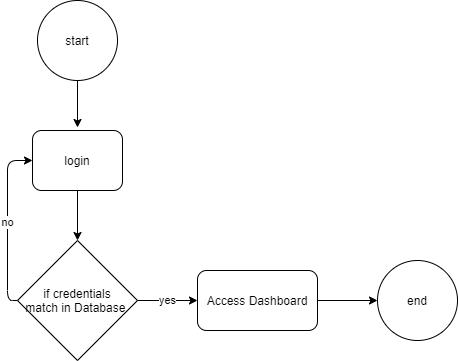 start
login
no
if credentials
match in Database
yes
Access Dashboard
end